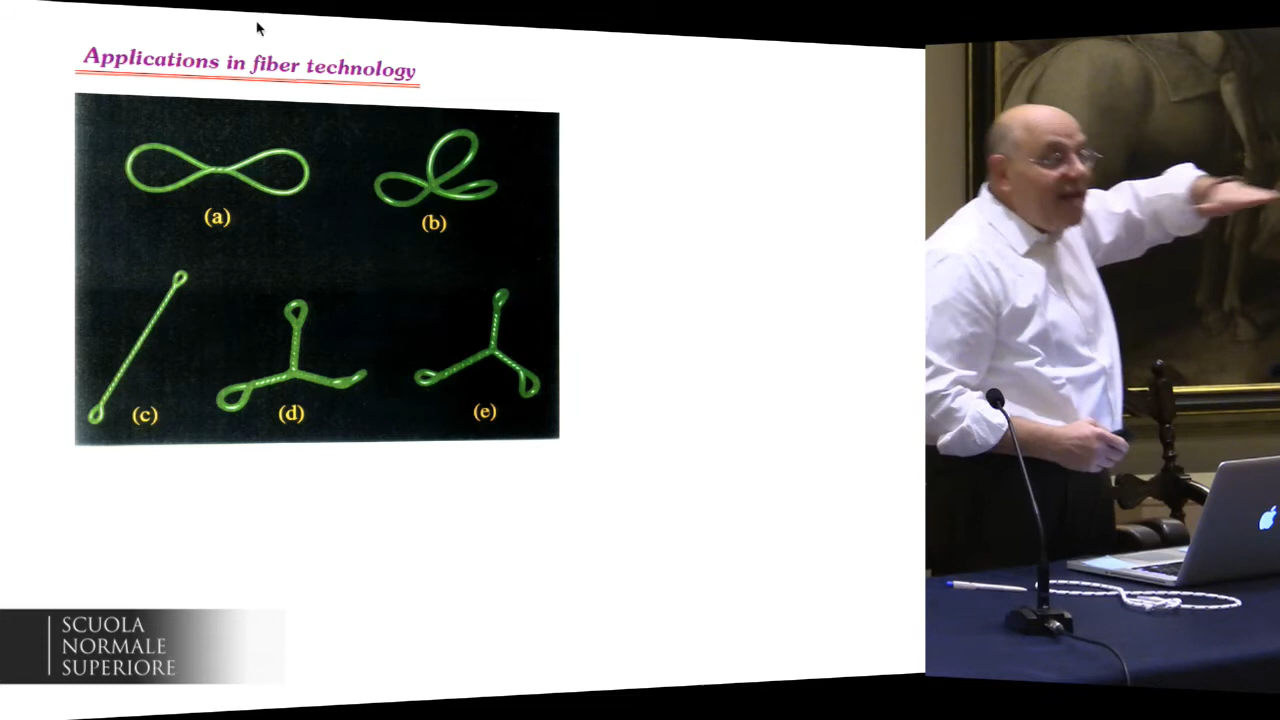 Applications in fiber technology
(a)
(b)
(c)
(d)
(e)
SCUOLA
NORMALE
SUPERIORE